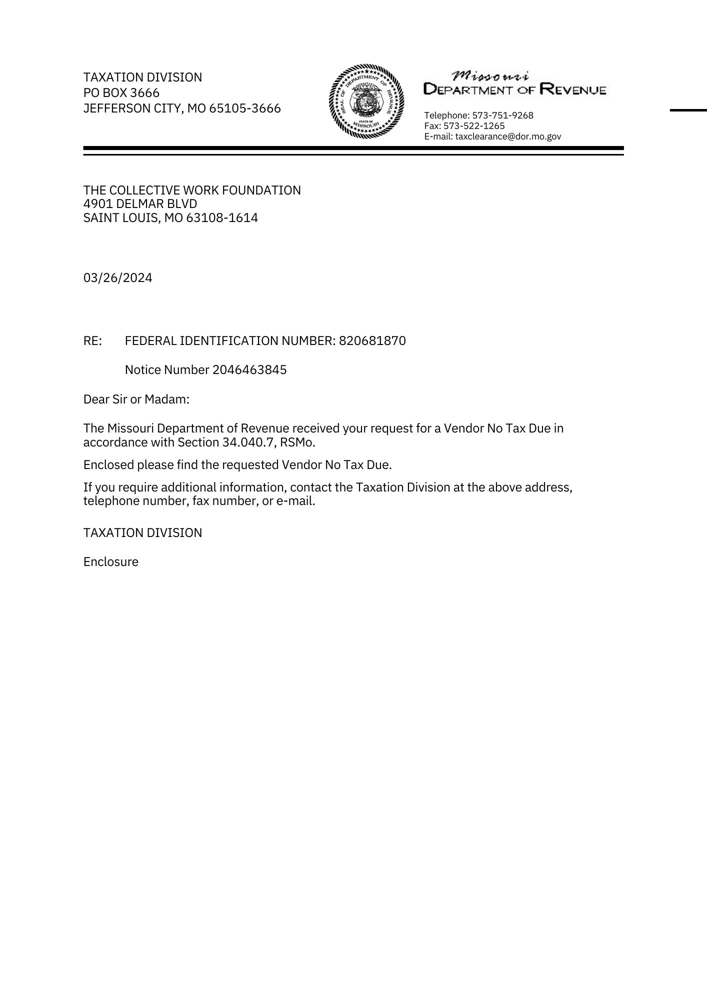 TAXATION DIVISION
PO BOX 3666
JEFFERSON CITY, MO 65105-3666
SEAL OF DEPARTMENT OF REVENUE
STATE OF
MISSOURI
Missouri
DEPARTMENT OF REVENUE
Telephone: 573-751-9268
Fax: 573-522-1265
E-mail: taxclearance@dor.mo.gov
THE COLLECTIVE WORK FOUNDATION
4901 DELMAR BLVD
SAINT LOUIS, MO 63108-1614
03/26/2024
RE: FEDERAL IDENTIFICATION NUMBER: 820681870
Notice Number 2046463845
Dear Sir or Madam:
The Missouri Department of Revenue received your request for a Vendor No Tax Due in
accordance with Section 34.040.7, RSMo.
Enclosed please find the requested Vendor No Tax Due.
If you require additional information, contact the Taxation Division at the above address,
telephone number, fax number, or e-mail.
TAXATION DIVISION
Enclosure